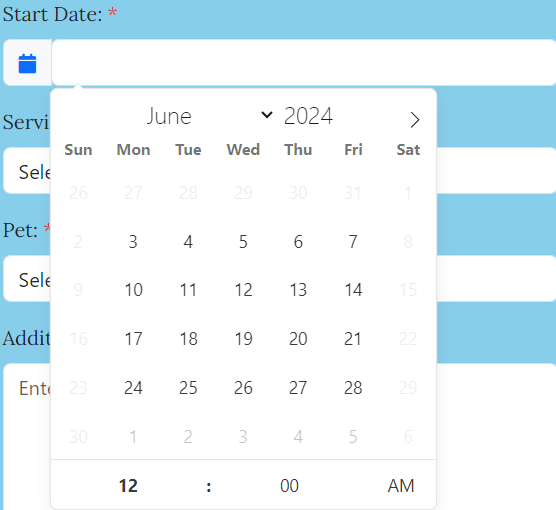 Start Date: *
June 2024
Servi
Sun Mon Tue Wed Thu Fri Sat
Sele
26 27 28 29 30 31 1
Pet: *
2 3 4 5 6 7 8
Sele
9 10 11 12 13 14 15
Addit
16 17 18 19 20 21 22
Ente
23 24 25 26 27 28 29
30 1 2 3 4 5 6
12 : 00 AM